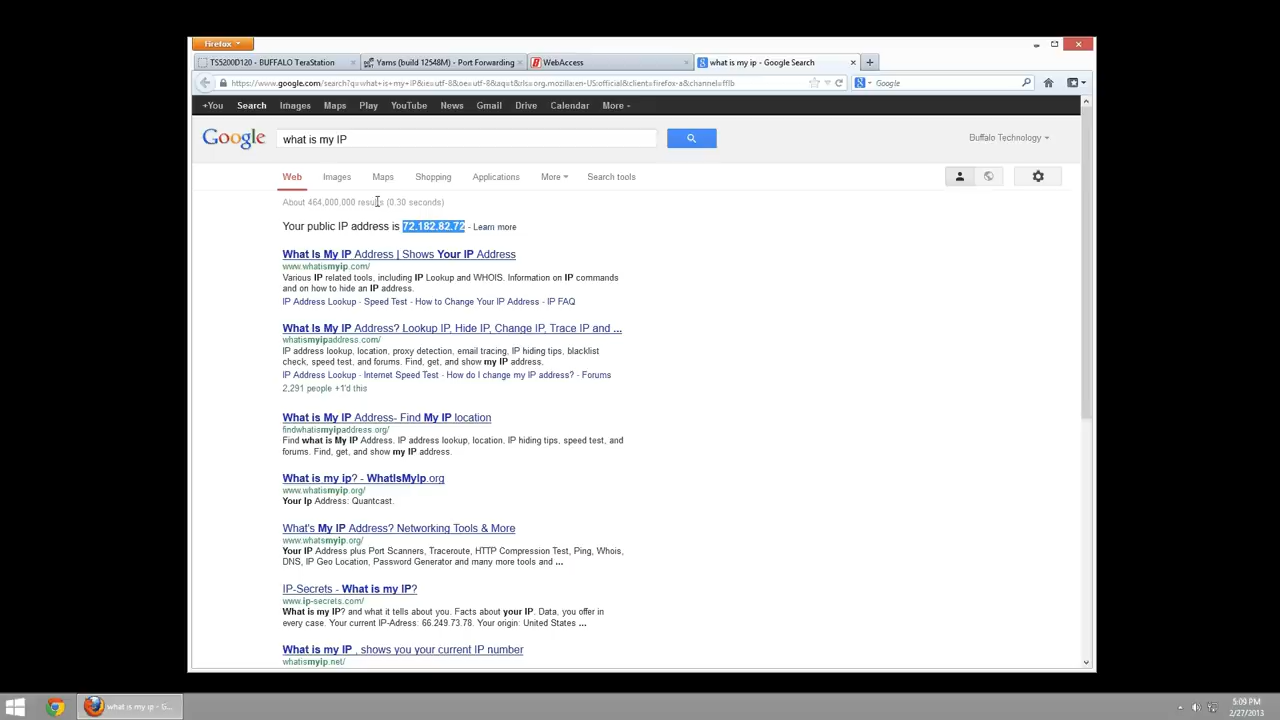 Firefox
TS5200D120 - BUFFALO TeraStation
Yams (build 12548M) - Port Forwarding
WebAccess
what is my ip - Google Search
https://www.google.com/search?q=what+is+my+IP&ie=utf-8&oe=utf-8&aq=t&rls=org.mozilla:en-US:official&client=firefox-a&channel=fflb
Google
+You Search Images Maps Play YouTube News Gmail Drive Calendar More
Google
what is my IP
Buffalo Technology
Web Images Maps Shopping Applications More Search tools
About 464,000,000 results (0.30 seconds)
Your public IP address is 72.182.82.72 - Learn more
What Is My IP Address | Shows Your IP Address
www.whatismyip.com/
Various IP related tools, including IP Lookup and WHOIS. Information on IP commands
and on how to hide an IP address.
IP Address Lookup - Speed Test - How to Change Your IP Address - IP FAQ
What Is My IP Address? Lookup IP, Hide IP, Change IP, Trace IP and ...
whatismyipaddress.com/
IP address lookup, location, proxy detection, email tracing, IP hiding tips, blacklist
check, speed test, and forums. Find, get, and show my IP address.
IP Address Lookup - Internet Speed Test - How do I change my IP address? - Forums
2,291 people +1'd this
What is My IP Address- Find My IP location
findwhatismyipaddress.org/
Find what is My IP Address, IP address lookup, location, IP hiding tips, speed test, and
forums. Find, get, and show my IP address.
What is my ip? - WhatIsMyIp.org
www.whatismyip.org/
Your Ip Address: Quantcast.
What's My IP Address? Networking Tools & More
www.whatsmyip.org/
Your IP Address plus Port Scanners, Traceroute, HTTP Compression Test, Ping, Whois,
DNS, IP Geo Location, Password Generator and many more tools and ...
IP-Secrets - What is my IP?
www.ip-secrets.com/
What is my IP? and what it tells about you. Facts about your IP. Data, you offer in
every case. Your current IP-Adress: 66.249.73.78. Your origin: United States ...
What is my IP , shows you your current IP number
whatismyip.net/
what is my ip - G...
5:09 PM
2/27/2013